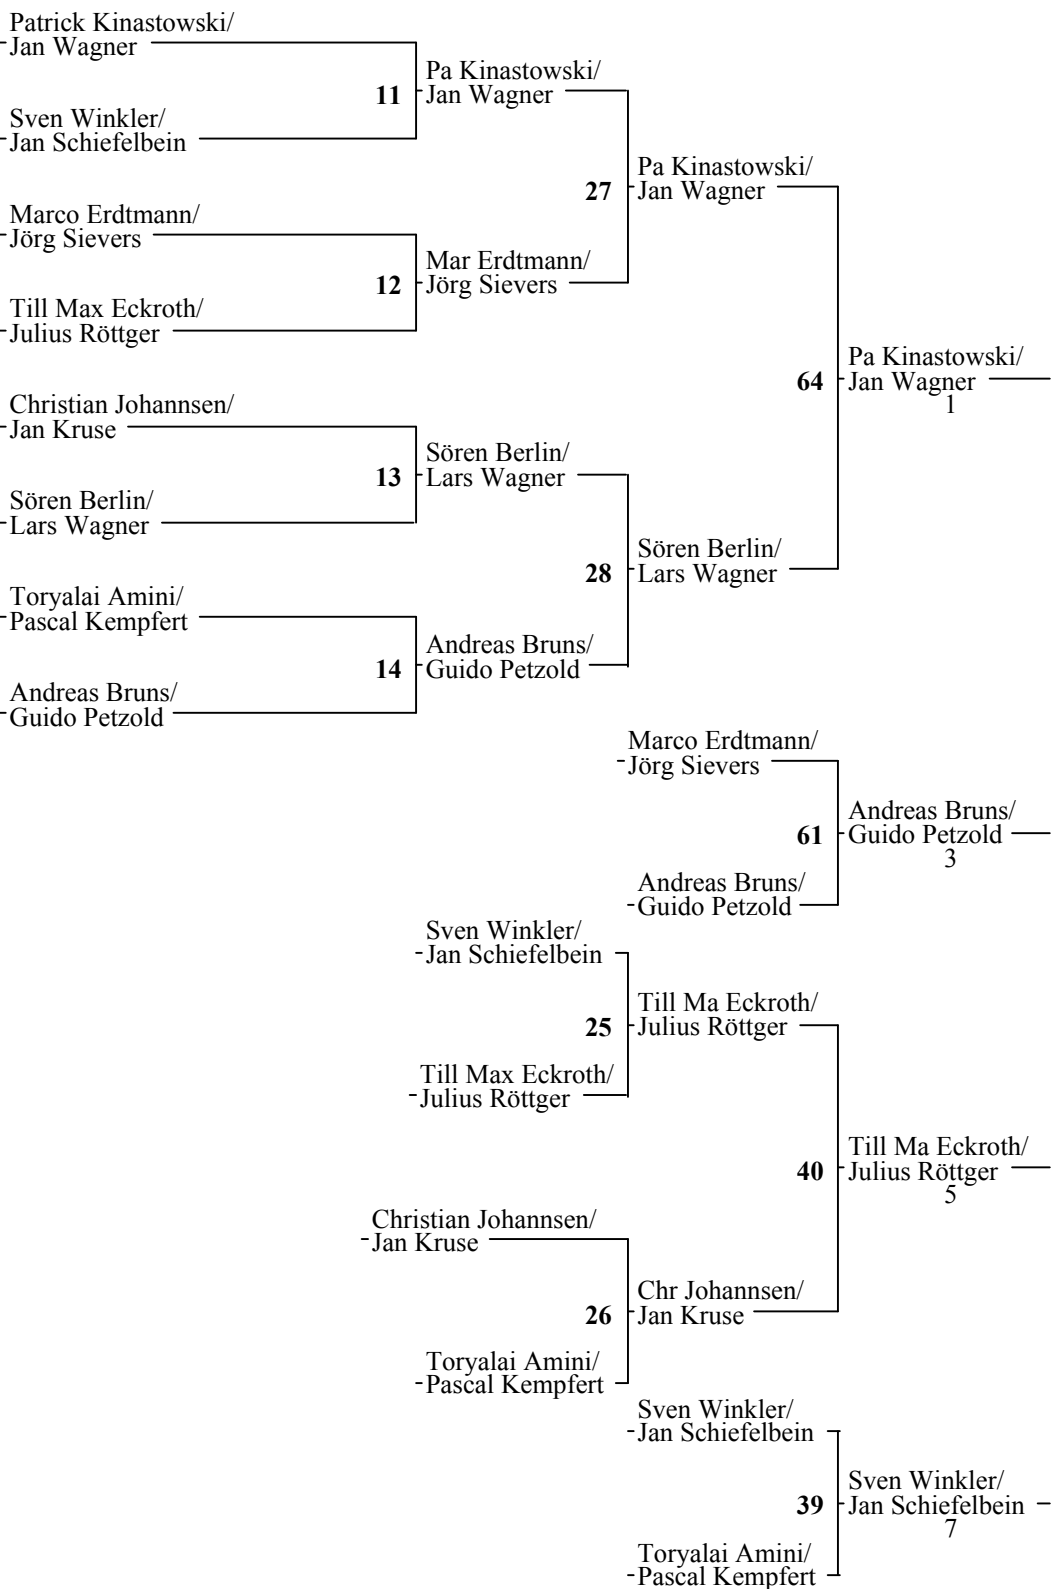 Patrick Kinastowski/
Jan Wagner
11
Pa Kinastowski/
Jan Wagner
Sven Winkler/
Jan Schiefelbein
27
Pa Kinastowski/
Jan Wagner
Marco Erdtmann/
Jörg Sievers
12
Mar Erdtmann/
Jörg Sievers
Till Max Eckroth/
Julius Röttger
64
Pa Kinastowski/
Jan Wagner
1
Christian Johannsen/
Jan Kruse
13
Sören Berlin/
Lars Wagner
Sören Berlin/
Lars Wagner
28
Sören Berlin/
Lars Wagner
Toryalai Amini/
Pascal Kempfert
14
Andreas Bruns/
Guido Petzold
Andreas Bruns/
Guido Petzold
Marco Erdtmann/
Jörg Sievers
61
Andreas Bruns/
Guido Petzold
3
Andreas Bruns/
Guido Petzold
Sven Winkler/
Jan Schiefelbein
25
Till Ma Eckroth/
Julius Röttger
Till Max Eckroth/
Julius Röttger
40
Till Ma Eckroth/
Julius Röttger
5
Christian Johannsen/
Jan Kruse
26
Chr Johannsen/
Jan Kruse
Toryalai Amini/
Pascal Kempfert
Sven Winkler/
Jan Schiefelbein
39
Sven Winkler/
Jan Schiefelbein
7
Toryalai Amini/
Pascal Kempfert